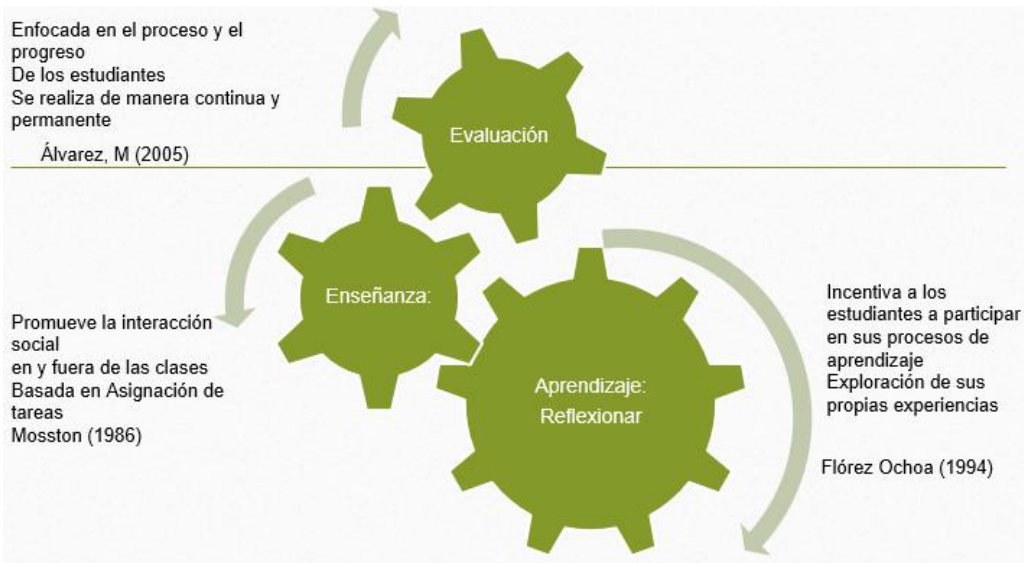 Enfocada en el proceso y el
progreso
De los estudiantes
Se realiza de manera continua y
permanente
Álvarez, M (2005)
Evaluación
Enseñanza:
Promueve la interacción
social
en y fuera de las clases
Basada en Asignación de
tareas
Mosston (1986)
Aprendizaje:
Reflexionar
Incentiva a los
estudiantes a participar
en sus procesos de
aprendizaje
Exploración de sus
propias experiencias
Flórez Ochoa (1994)